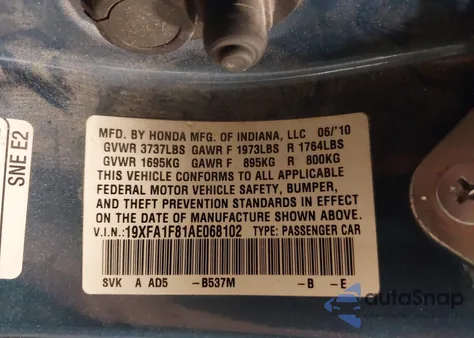 MFD. BY HONDA MFG. OF INDIANA, LLC 06/'10
GVWR 3737LBS GAWR F 1973LBS R 1764LBS
GVWR 1695KG GAWR F 895KG R 800KG
THIS VEHICLE CONFORMS TO ALL APPLICABLE
FEDERAL MOTOR VEHICLE SAFETY, BUMPER,
AND THEFT PREVENTION STANDARDS IN EFFECT
ON THE DATE OF MANUFACTURE SHOWN ABOVE.
V.I.N.: 19XFA1F81AE068102 TYPE: PASSENGER CAR
SVK A AD5 -B537M -B -E
SNE E2
autoSnap